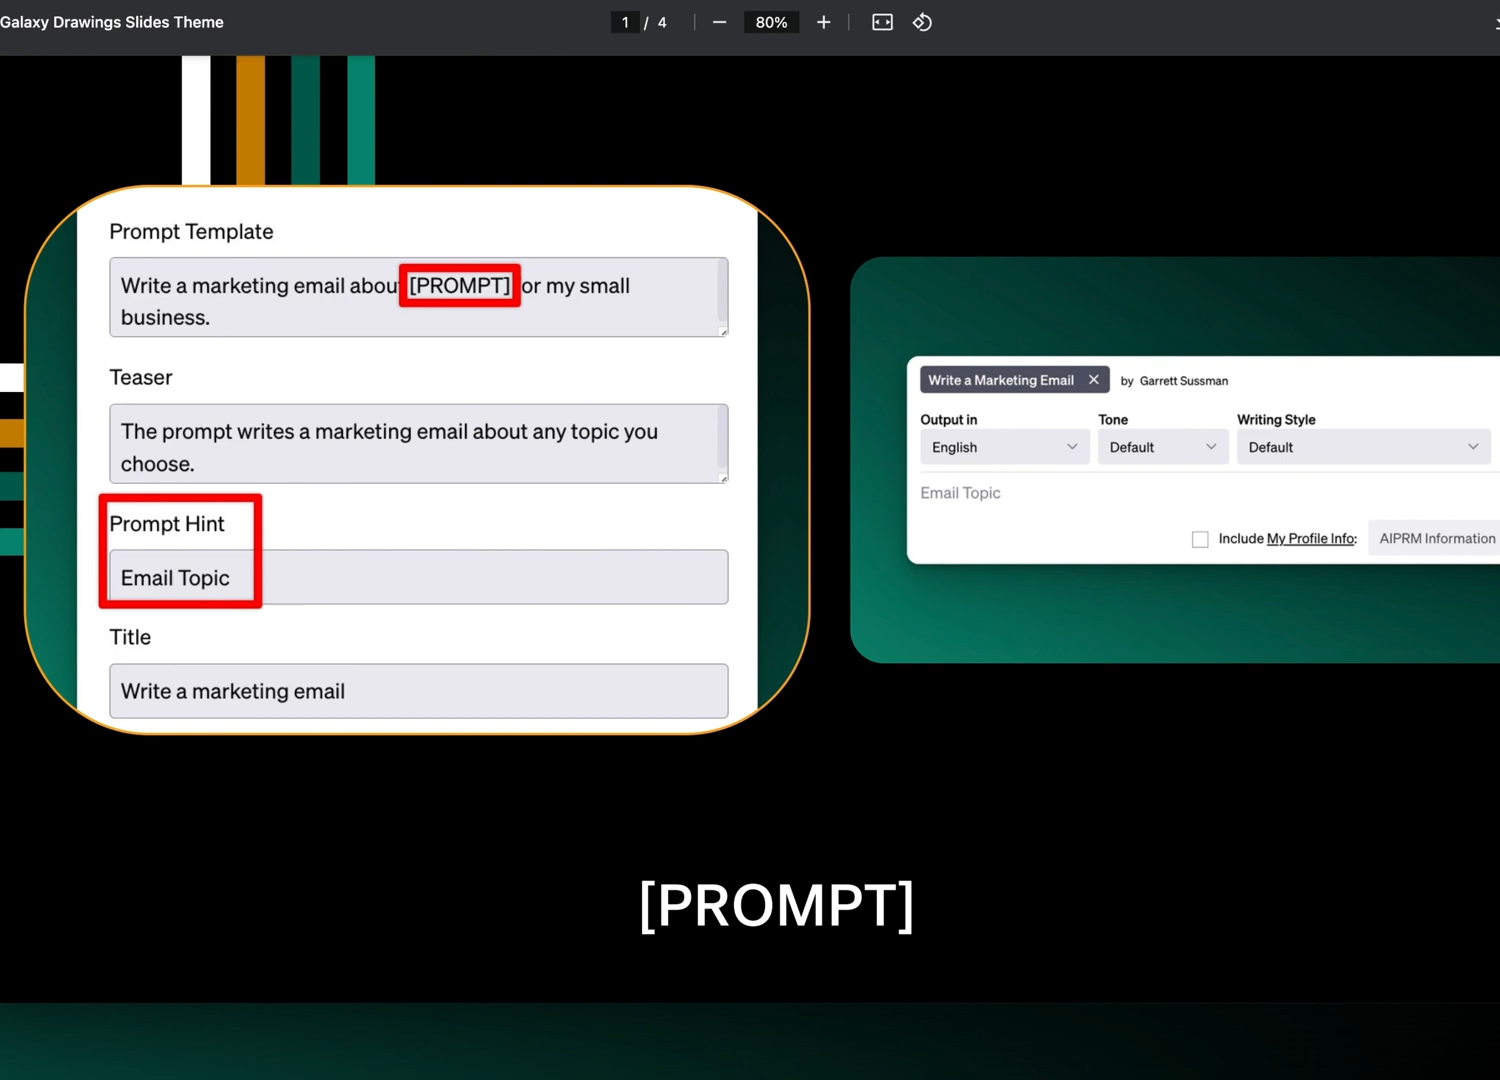 Galaxy Drawings Slides Theme
1 / 4
80%
Prompt Template
Write a marketing email about [PROMPT] or my small
business.
Teaser
The prompt writes a marketing email about any topic you
choose.
Prompt Hint
Email Topic
Title
Write a marketing email
Write a Marketing Email
by Garrett Sussman
Output in
Tone
Writing Style
English
Default
Default
Email Topic
Include My Profile Info:
AIPRM Information
[PROMPT]